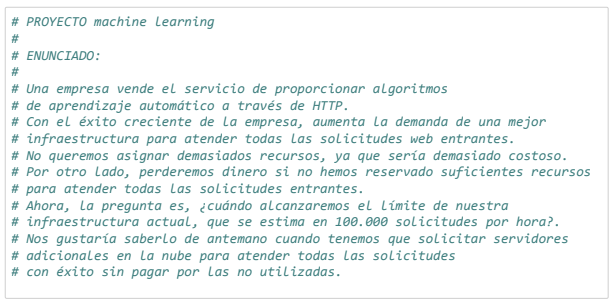 # PROYECTO machine learning
#
# ENUNCIADO:
#
# Una empresa vende el servicio de proporcionar algoritmos
# de aprendizaje automático a través de HTTP.
# Con el éxito creciente de la empresa, aumenta la demanda de una mejor
# infraestructura para atender todas las solicitudes web entrantes.
# No queremos asignar demasiados recursos, ya que sería demasiado costoso.
# Por otro lado, perderemos dinero si no hemos reservado suficientes recursos
# para atender todas las solicitudes entrantes.
# Ahora, la pregunta es, ¿cuándo alcanzaremos el límite de nuestra
# infraestructura actual, que se estima en 100.000 solicitudes por hora?.
# Nos gustaría saberlo de antemano cuando tenemos que solicitar servidores
# adicionales en la nube para atender todas las solicitudes
# con éxito sin pagar por las no utilizadas.